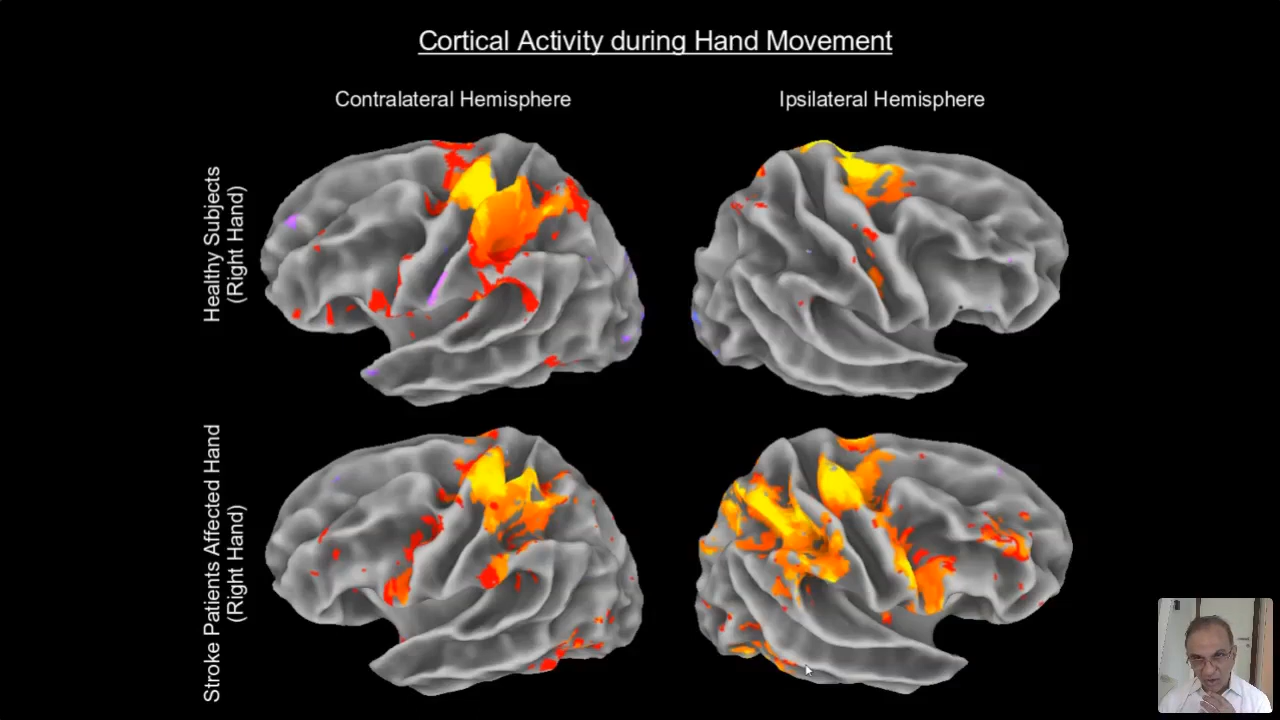 Cortical Activity during Hand Movement
Contralateral Hemisphere
Ipsilateral Hemisphere
Healthy Subjects
(Right Hand)
Stroke Patients Affected Hand
(Right Hand)